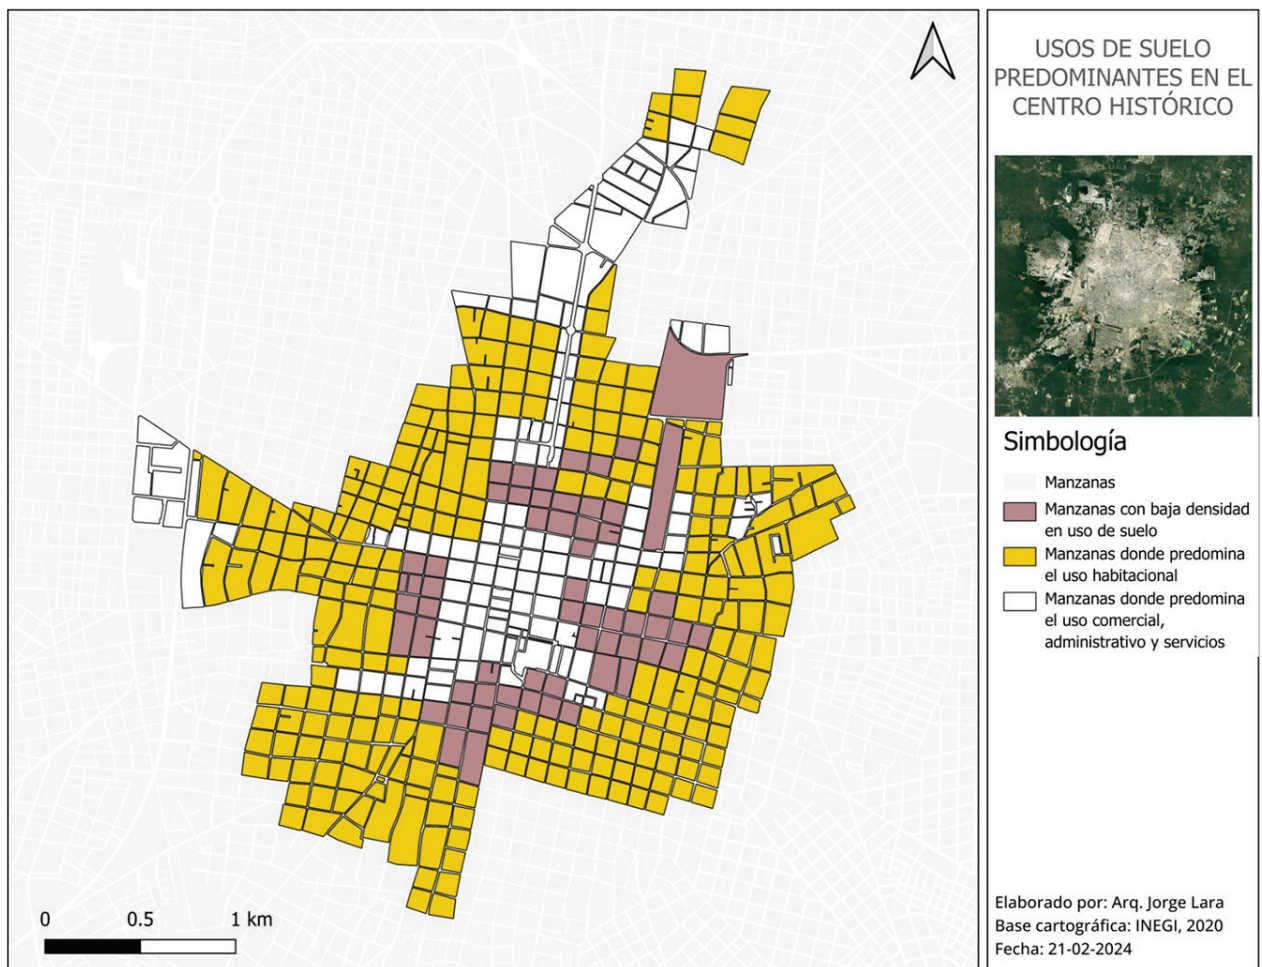 USOS DE SUELO
PREDOMINANTES EN EL
CENTRO HISTÓRICO
Simbología
Manzanas
Manzanas con baja densidad
en uso de suelo
Manzanas donde predomina
el uso habitacional
Manzanas donde predomina
el uso comercial,
administrativo y servicios
0 0.5 1 km
Elaborado por: Arq. Jorge Lara
Base cartográfica: INEGI, 2020
Fecha: 21-02-2024